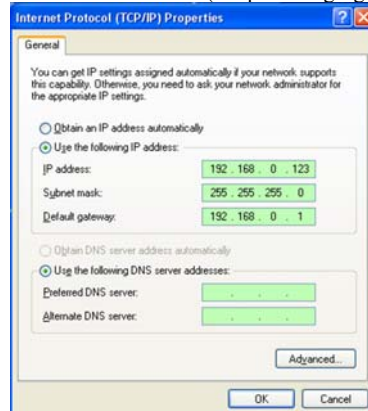 Internet Protocol (TCP/IP) Properties
General
You can get IP settings assigned automatically if your network supports
this capability. Otherwise, you need to ask your network administrator for
the appropriate IP settings.
Obtain an IP address automatically
Use the following IP address:
IP address: 192 . 168 . 0 . 123
Subnet mask: 255 . 255 . 255 . 0
Default gateway: 192 . 168 . 0 . 1
Obtain DNS server address automatically
Use the following DNS server addresses:
Preferred DNS server: . . .
Alternate DNS server: . . .
Advanced...
OK Cancel